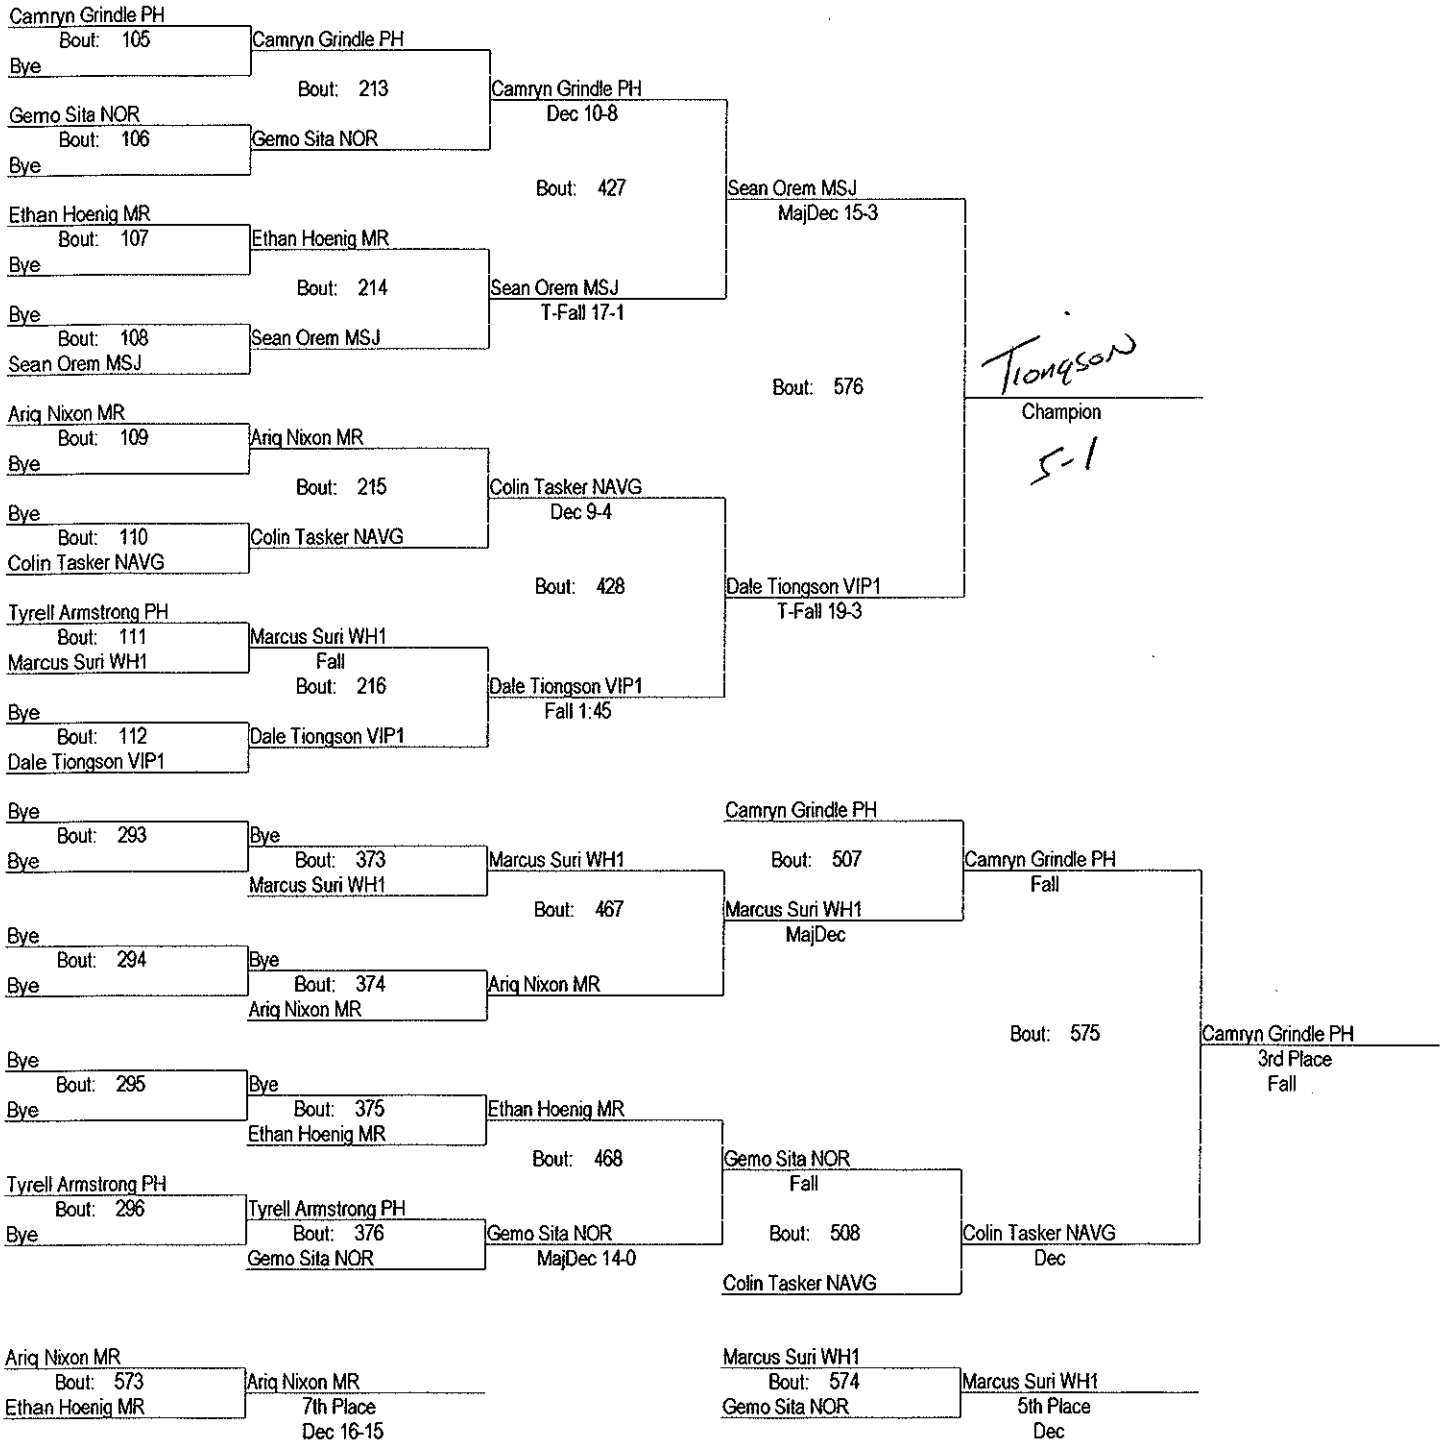 Camryn Grindle PH
Bout: 105
Bye
Camryn Grindle PH
Bout: 213
Gemo Sita NOR
Bout: 106
Bye
Gemo Sita NOR
Camryn Grindle PH
Dec 10-8
Bout: 427
Ethan Hoenig MR
Bout: 107
Bye
Ethan Hoenig MR
Bout: 214
Bye
Bout: 108
Sean Orem MSJ
Sean Orem MSJ
Sean Orem MSJ
T-Fall 17-1
Sean Orem MSJ
MajDec 15-3
Bout: 576
Ariq Nixon MR
Bout: 109
Bye
Ariq Nixon MR
Bout: 215
Bye
Bout: 110
Colin Tasker NAVG
Colin Tasker NAVG
Colin Tasker NAVG
Dec 9-4
Bout: 428
Tyrell Armstrong PH
Bout: 111
Marcus Suri WH1
Marcus Suri WH1
Fall
Bout: 216
Bye
Bout: 112
Dale Tiongson VIP1
Dale Tiongson VIP1
Dale Tiongson VIP1
Fall 1:45
Dale Tiongson VIP1
T-Fall 19-3
Tiongson
Champion
5-1
Bye
Bout: 293
Bye
Bye
Bout: 373
Marcus Suri WH1
Marcus Suri WH1
Bout: 467
Bye
Bout: 294
Bye
Bye
Bout: 374
Ariq Nixon MR
Ariq Nixon MR
Camryn Grindle PH
Bout: 507
Marcus Suri WH1
MajDec
Camryn Grindle PH
Fall
Bout: 575
Bye
Bout: 295
Bye
Bye
Bout: 375
Ethan Hoenig MR
Ethan Hoenig MR
Bout: 468
Tyrell Armstrong PH
Bout: 296
Bye
Tyrell Armstrong PH
Bout: 376
Gemo Sita NOR
Gemo Sita NOR
MajDec 14-0
Gemo Sita NOR
Fall
Bout: 508
Colin Tasker NAVG
Colin Tasker NAVG
Dec
Camryn Grindle PH
3rd Place
Fall
Ariq Nixon MR
Bout: 573
Ethan Hoenig MR
Ariq Nixon MR
7th Place
Dec 16-15
Marcus Suri WH1
Bout: 574
Gemo Sita NOR
Marcus Suri WH1
5th Place
Dec